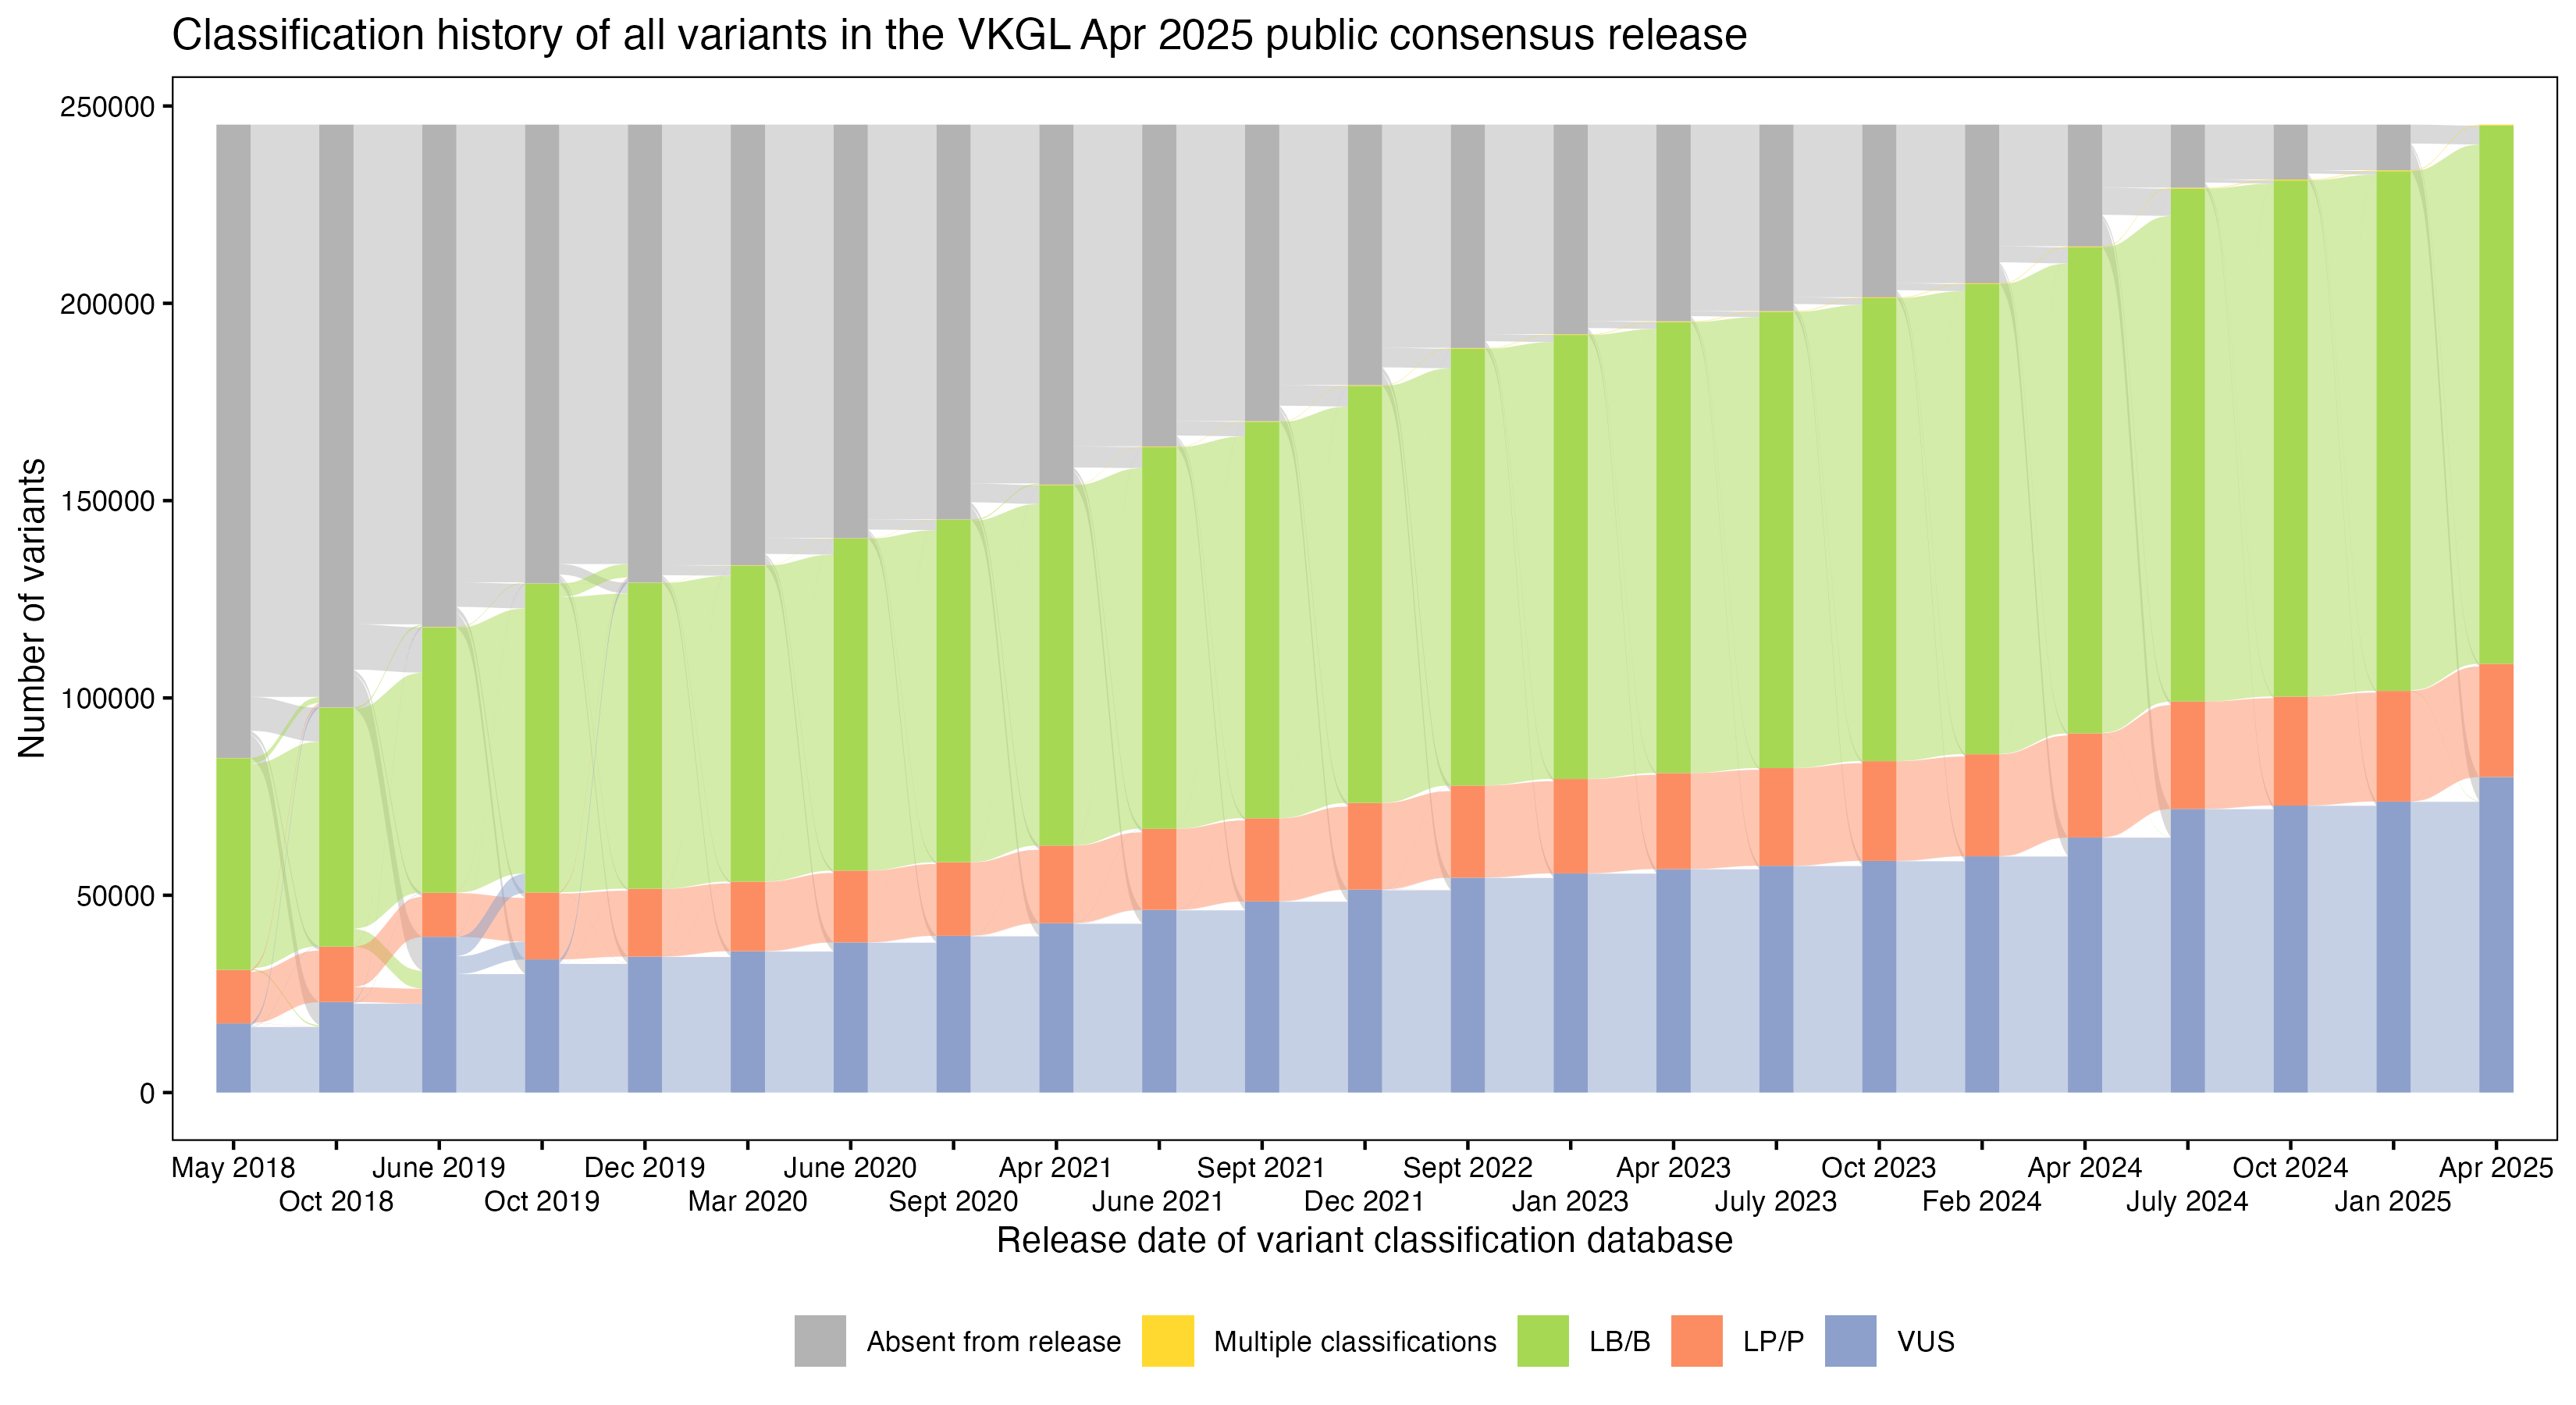 Classification history of all variants in the VKGL Apr 2025 public consensus release
Number of variants
250000
200000
150000
100000
50000
0
May 2018 June 2019 Dec 2019 June 2020 Apr 2021 Sept 2021 Sept 2022 Apr 2023 Oct 2023 Apr 2024 Oct 2024 Apr 2025
Oct 2018 Oct 2019 Mar 2020 Sept 2020 June 2021 Dec 2021 Jan 2023 July 2023 Feb 2024 July 2024 Jan 2025
Release date of variant classification database
Absent from release Multiple classifications LB/B LP/P VUS